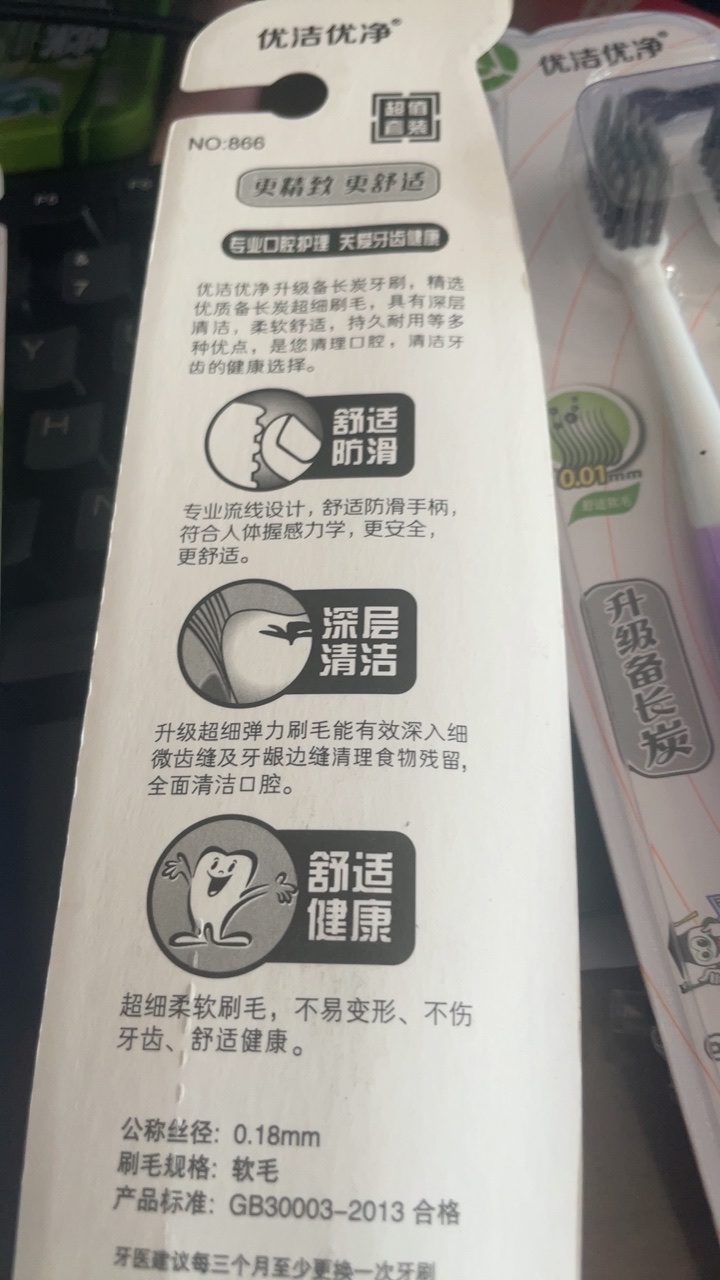 优洁优净®
超值
套装
NO:866
更精致 更舒适
专业口腔护理 关爱牙齿健康
优洁优净升级备长炭牙刷，精选
优质备长炭超细刷毛，具有深层
清洁，柔软舒适，持久耐用等多
种优点，是您清理口腔，清洁牙
齿的健康选择。
舒适
防滑
专业流线设计，舒适防滑手柄，
符合人体握感力学，更安全，
更舒适。
深层
清洁
升级超细弹力刷毛能有效深入细
微齿缝及牙龈边缝清理食物残留，
全面清洁口腔。
舒适
健康
超细柔软刷毛，不易变形、不伤
牙齿、舒适健康。
公称丝径: 0.18mm
刷毛规格: 软毛
产品标准: GB30003-2013 合格
牙医建议每三个月至少更换一次牙刷
优洁优净®
0.01mm
舒适软毛
升级备长炭
Y
H
N